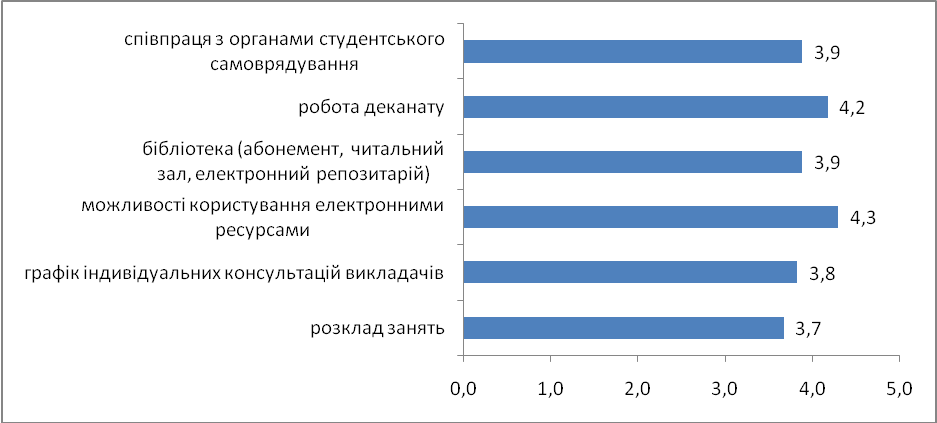 співпраця з органами студентського
самоврядування
3,9
робота деканату
4,2
бібліотека (абонемент, читальний
зал, електронний репозитарій)
3,9
можливості користування електронними
ресурсами
4,3
графік індивідуальних консультацій викладачів
3,8
розклад занять
3,7
0,0 1,0 2,0 3,0 4,0 5,0